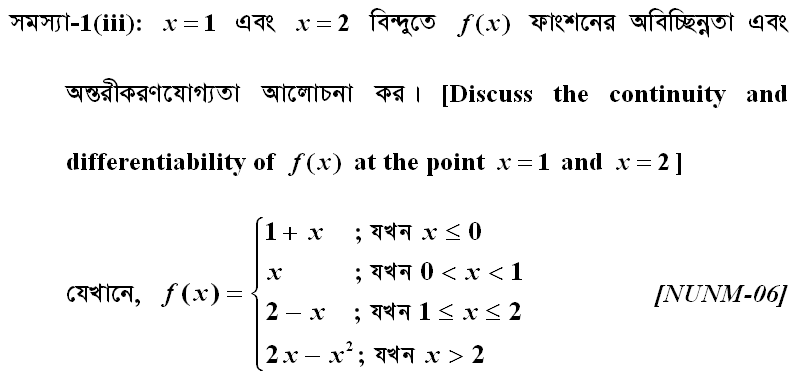 সমস্যা-1(iii): x = 1 এবং x = 2 বিন্দুতে f(x) ফাংশনের অবিচ্ছিন্নতা এবং
অন্তরীকরণযোগ্যতা আলোচনা কর। [Discuss the continuity and
differentiability of f(x) at the point x = 1 and x = 2 ]
যেখানে, f(x) = { 1 + x ; যখন x ≤ 0
x ; যখন 0 < x < 1
2 − x ; যখন 1 ≤ x ≤ 2
2x − x²; যখন x > 2
[NUNM-06]